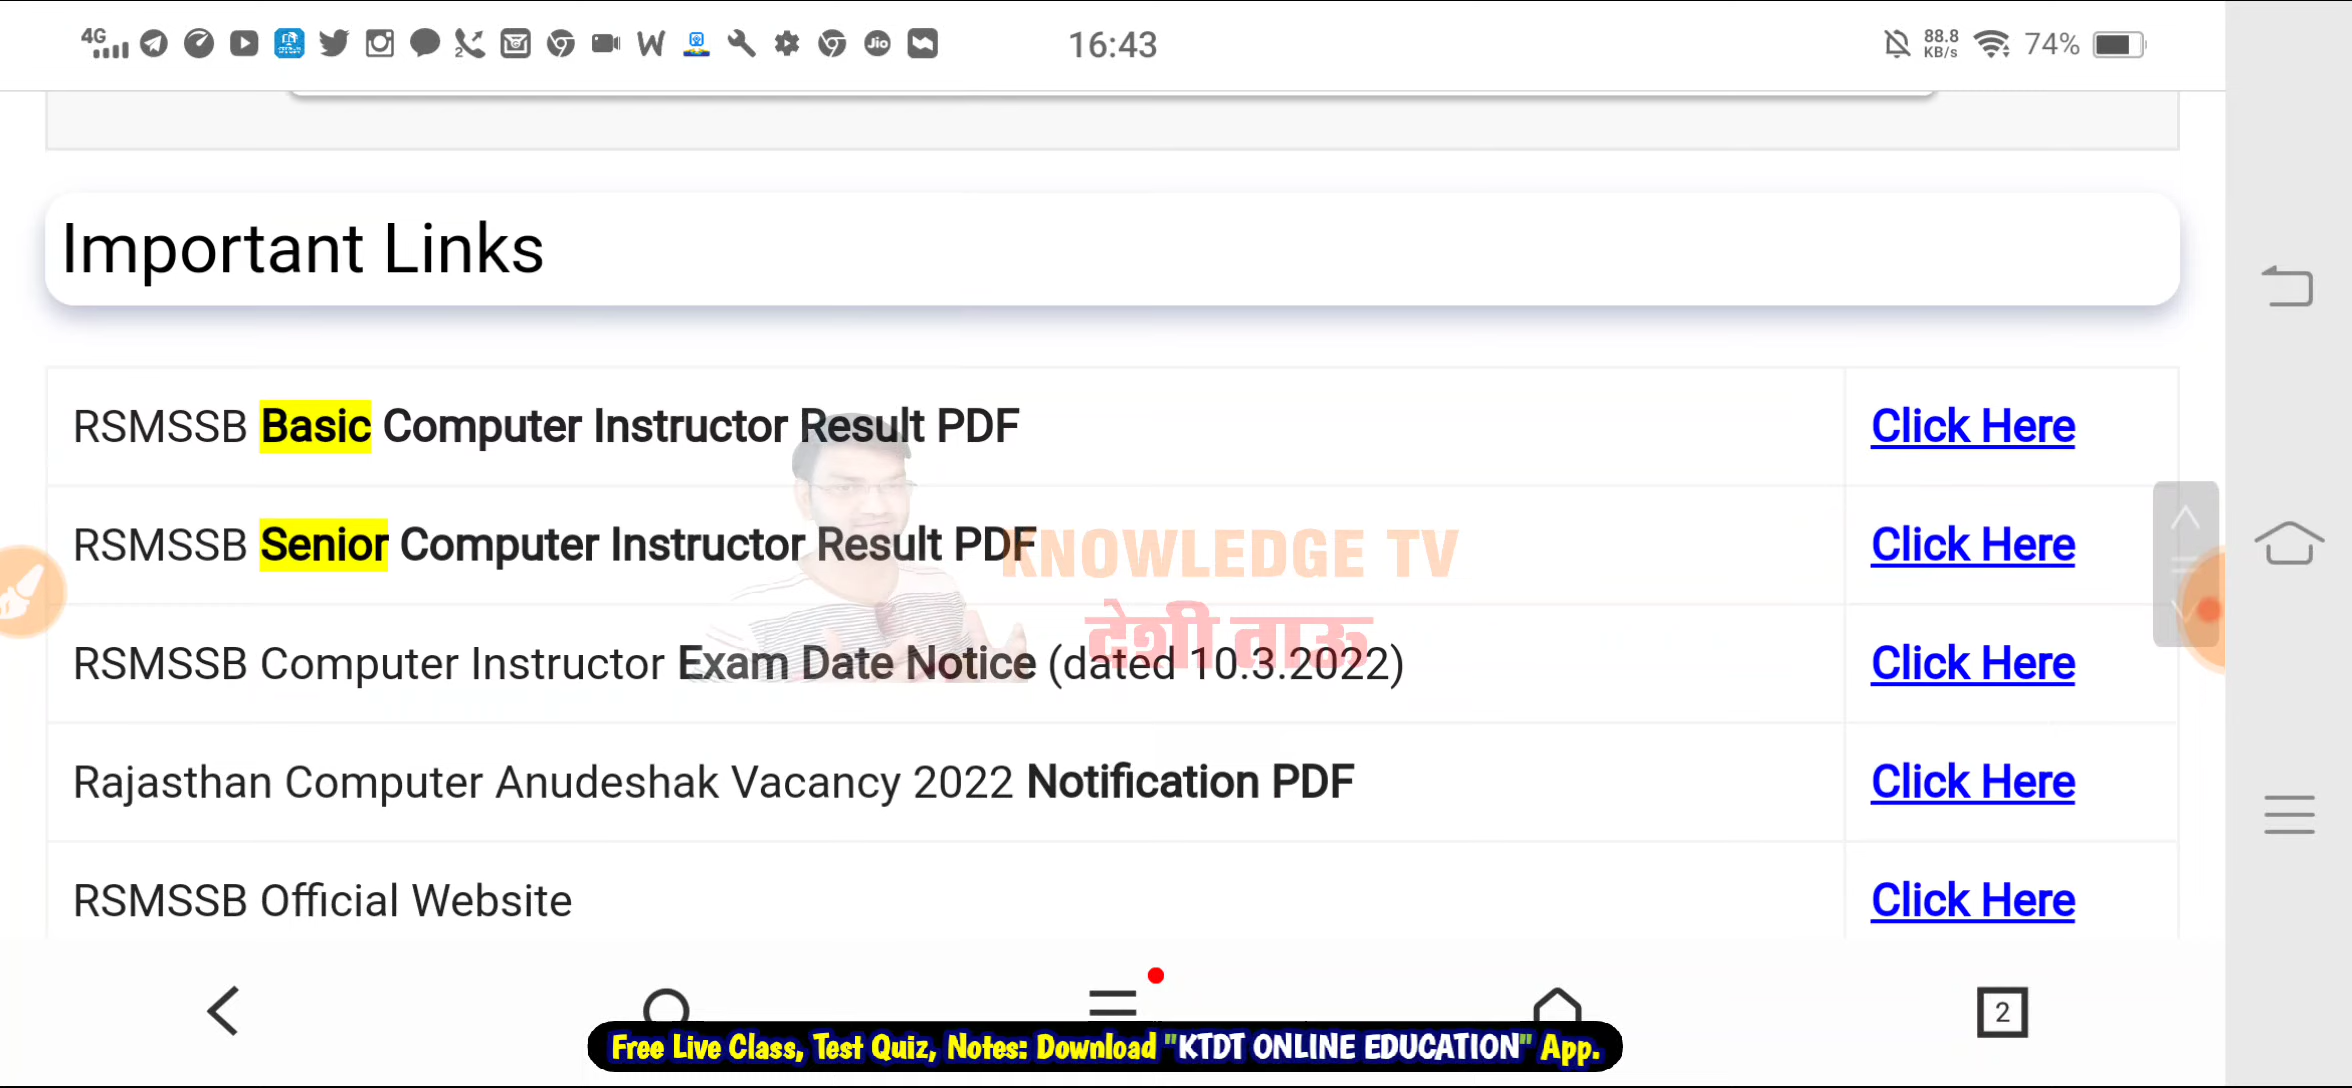 4G 2 W Jio 16:43 88.8 KB/s 74%
Important Links
RSMSSB Basic Computer Instructor Result PDF Click Here
RSMSSB Senior Computer Instructor Result PDF Click Here
KNOWLEDGE TV
देशी ताऊ
RSMSSB Computer Instructor Exam Date Notice (dated 10.3.2022) Click Here
Rajasthan Computer Anudeshak Vacancy 2022 Notification PDF Click Here
RSMSSB Official Website Click Here
2
Free Live Class, Test Quiz, Notes: Download "KTDT ONLINE EDUCATION" App.